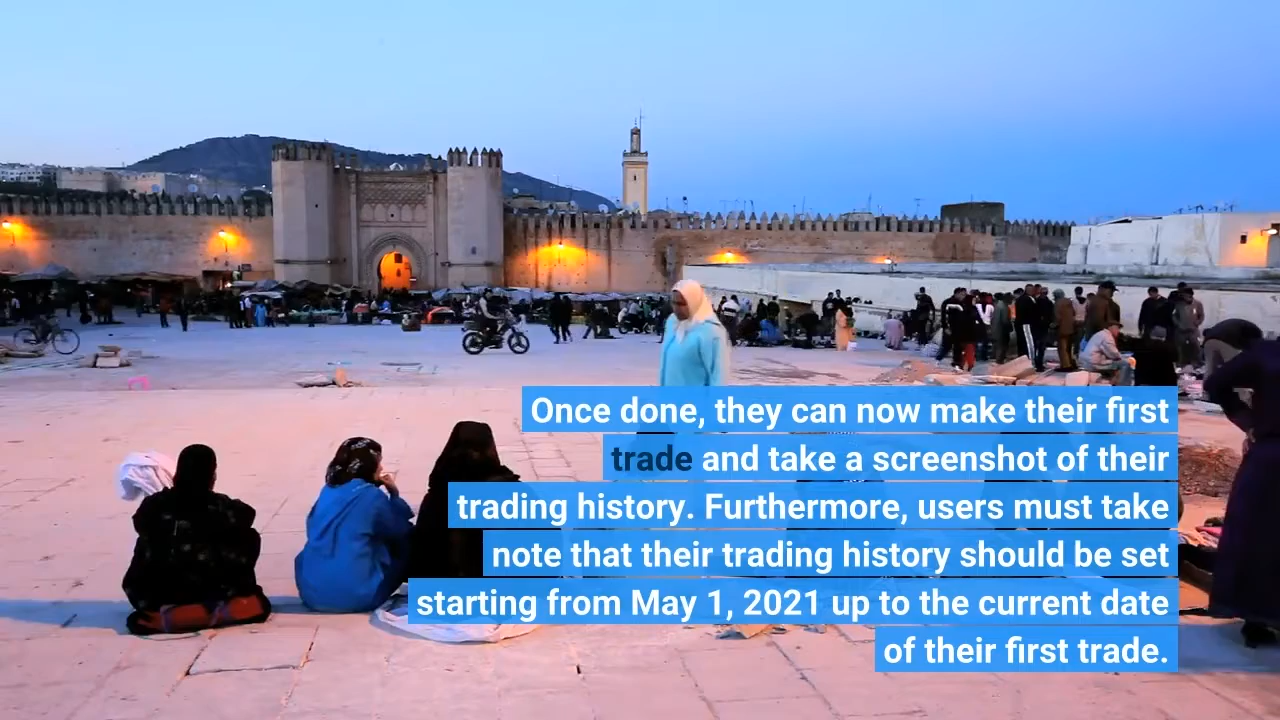 Once done, they can now make their first
trade and take a screenshot of their
trading history. Furthermore, users must take
note that their trading history should be set
starting from May 1, 2021 up to the current date
of their first trade.